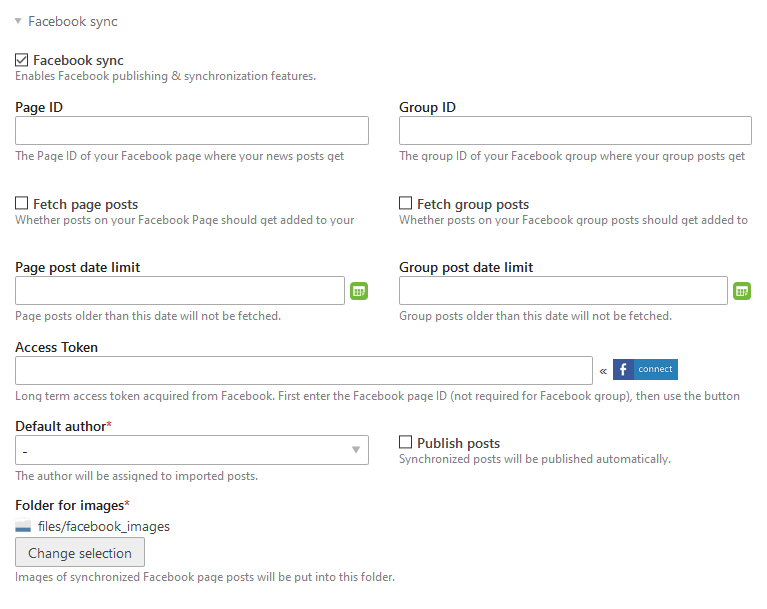 Facebook sync
Facebook sync
Enables Facebook publishing & synchronization features.
Page ID
Group ID
The Page ID of your Facebook page where your news posts get
The group ID of your Facebook group where your group posts get
Fetch page posts
Fetch group posts
Whether posts on your Facebook Page should get added to your
Whether posts on your Facebook group posts should get added to
Page post date limit
Group post date limit
Page posts older than this date will not be fetched.
Group posts older than this date will not be fetched.
Access Token
« f connect
Long term access token acquired from Facebook. First enter the Facebook page ID (not required for Facebook group), then use the button
Default author*
-
Publish posts
Synchronized posts will be published automatically.
The author will be assigned to imported posts.
Folder for images*
files/facebook_images
Change selection
Images of synchronized Facebook page posts will be put into this folder.